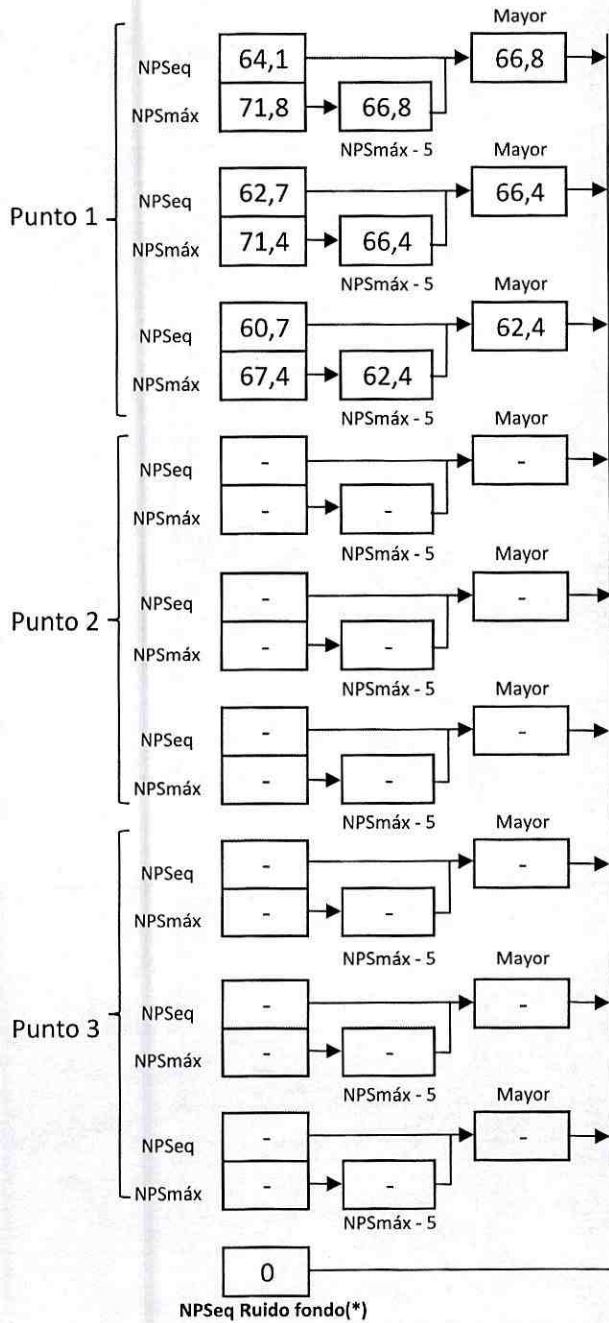 Mayor
NPSeq 64,1 66,8
NPSmáx 71,8 66,8
NPSmáx - 5
Mayor
NPSeq 62,7 66,4
Punto 1
NPSmáx 71,4 66,4
NPSmáx - 5
Mayor
NPSeq 60,7 62,4
NPSmáx 67,4 62,4
NPSmáx - 5
Mayor
NPSeq - -
NPSmáx - -
NPSmáx - 5
Mayor
NPSeq - -
Punto 2
NPSmáx - -
NPSmáx - 5
Mayor
NPSeq - -
NPSmáx - -
NPSmáx - 5
Mayor
NPSeq - -
NPSmáx - -
NPSmáx - 5
Mayor
NPSeq - -
Punto 3
NPSmáx - -
NPSmáx - 5
Mayor
NPSeq - -
NPSmáx - -
NPSmáx - 5
0
NPSeq Ruido fondo(*)